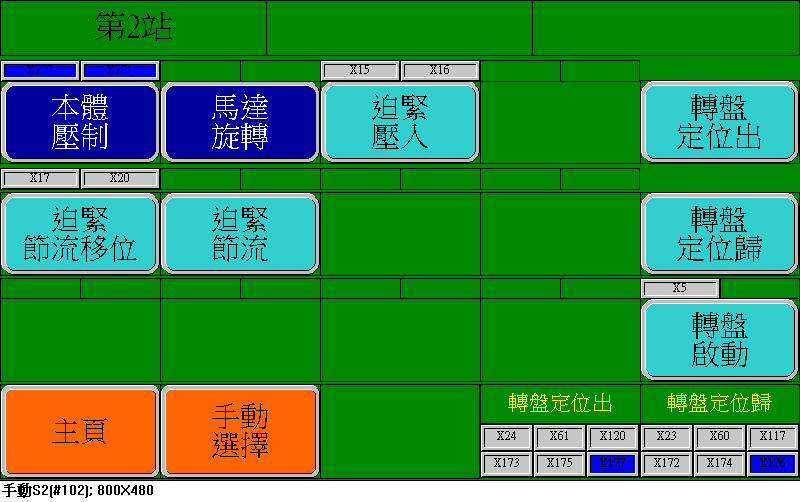 第2站
X15 X16
本體 馬達 迫緊 轉盤
壓制 旋轉 壓入 定位出
X17 X20
迫緊 迫緊 轉盤
節流移位 節流 定位歸
X5
轉盤
啟動
主頁 手動
選擇
轉盤定位出 轉盤定位歸
X24 X61 X120 X23 X60 X117
X173 X175 X177 X172 X174 X176
手動S2(#102); 800X480